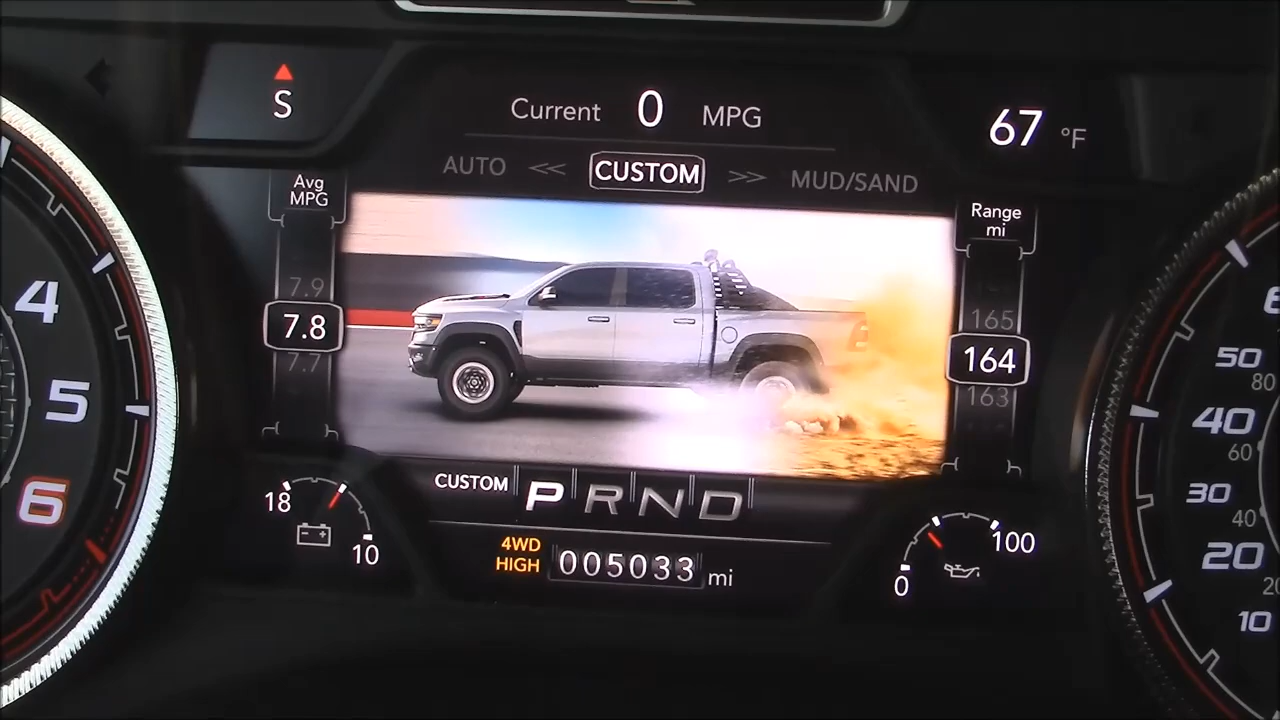 S
Current 0 MPG
67 °F
AUTO << CUSTOM >> MUD/SAND
Avg
MPG
7.9
7.8
7.7
Range
mi
165
164
163
4
5
6
50
80
40
60
30
40
20
10
18
10
CUSTOM P R N D
4WD
HIGH
005033 mi
0
100